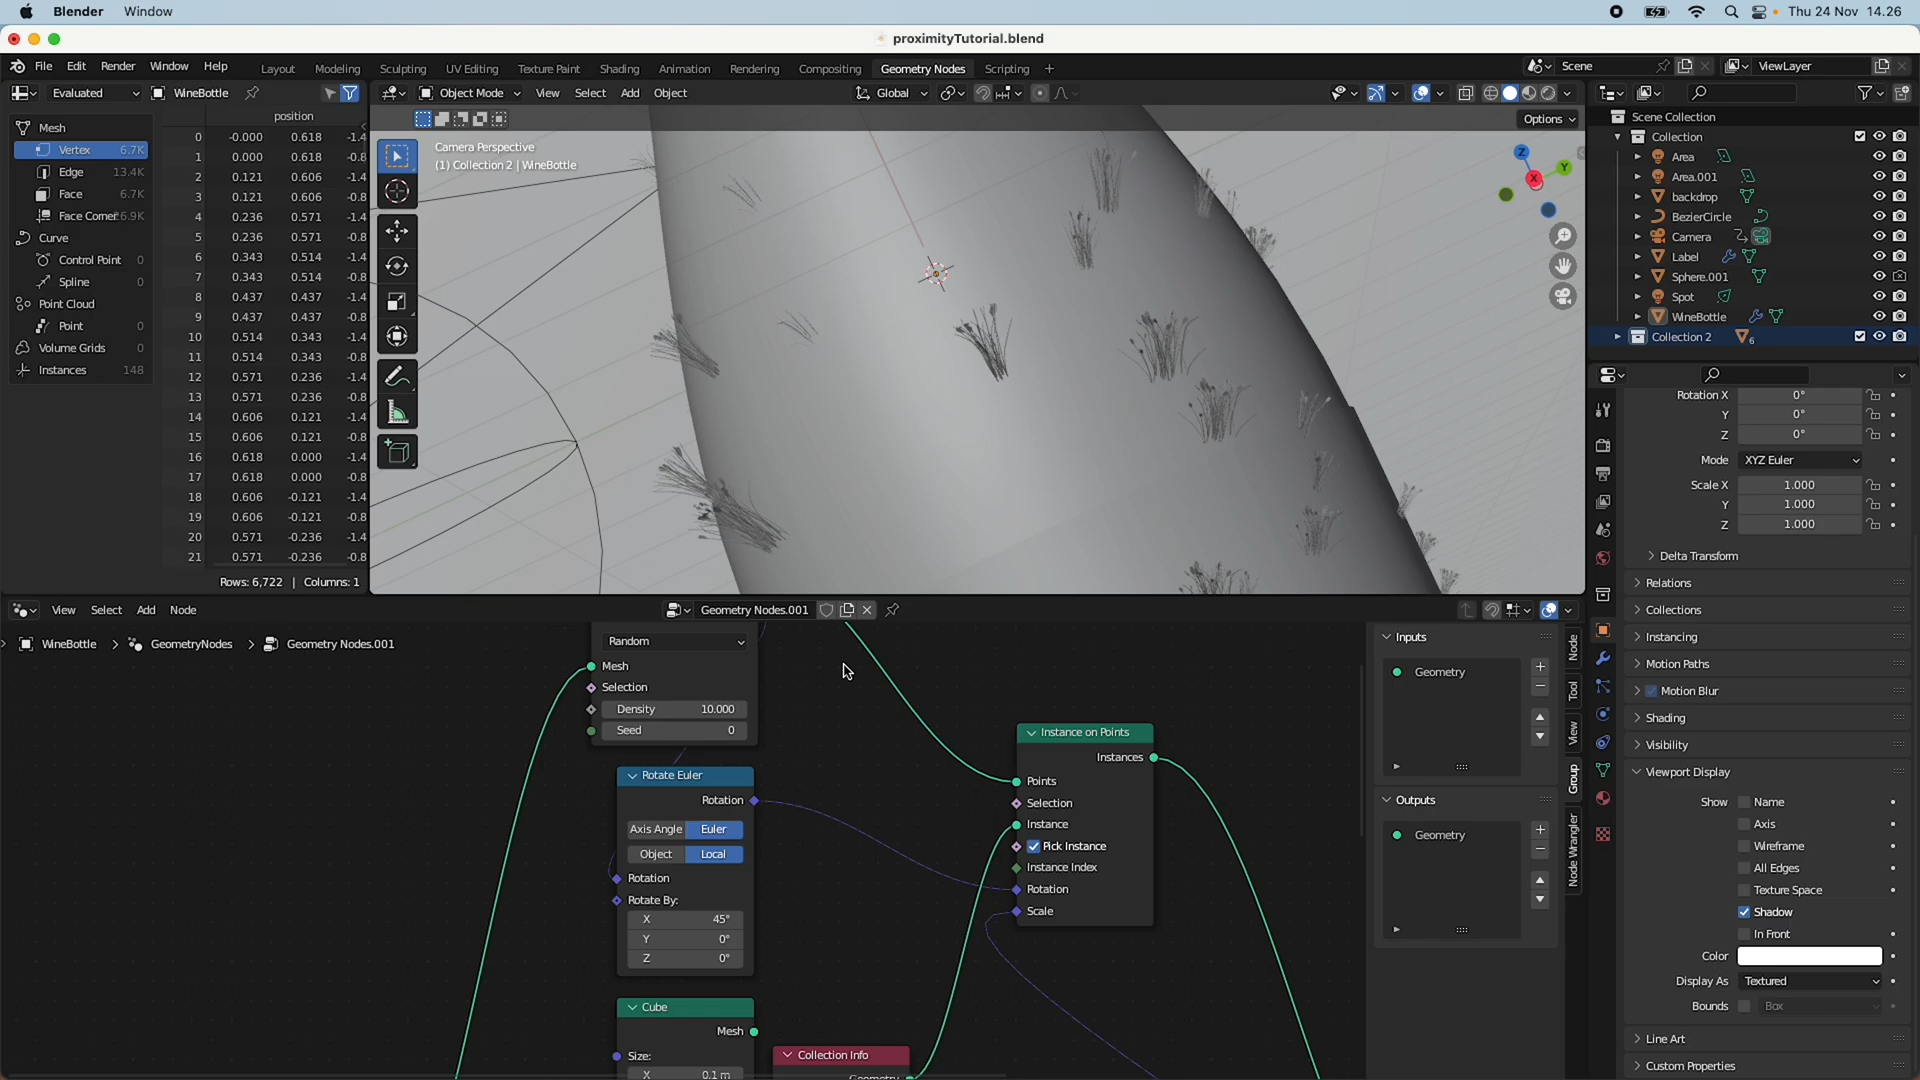 Blender Window Thu 24 Nov 14.26
proximityTutorial.blend
File Edit Render Window Help Layout Modeling Sculpting UV Editing Texture Paint Shading Animation Rendering Compositing Geometry Nodes Scripting + Scene ViewLayer
Evaluated WineBottle
Object Mode View Select Add Object Global
Options
Camera Perspective
(1) Collection 2 | WineBottle
Z
Y
X
Mesh
Vertex 6.7K
Edge 13.4K
Face 6.7K
Face Corner 26.9K
Curve
Control Point 0
Spline 0
Point Cloud
Point 0
Volume Grids 0
Instances 148
position
0 -0.000 0.618 -1.4
1 0.000 0.618 -0.8
2 0.121 0.606 -1.4
3 0.121 0.606 -0.8
4 0.236 0.571 -1.4
5 0.236 0.571 -0.8
6 0.343 0.514 -1.4
7 0.343 0.514 -0.8
8 0.437 0.437 -1.4
9 0.437 0.437 -0.8
10 0.514 0.343 -1.4
11 0.514 0.343 -0.8
12 0.571 0.236 -1.4
13 0.571 0.236 -0.8
14 0.606 0.121 -1.4
15 0.606 0.121 -0.8
16 0.618 0.000 -1.4
17 0.618 0.000 -0.8
18 0.606 -0.121 -1.4
19 0.606 -0.121 -0.8
20 0.571 -0.236 -1.4
21 0.571 -0.236 -0.8
Rows: 6,722 | Columns: 1
Scene Collection
Collection
Area
Area.001
backdrop
BezierCircle
Camera
Label
Sphere.001
Spot
WineBottle
Collection 2 6
Rotation X 0°
Y 0°
Z 0°
Mode XYZ Euler
Scale X 1.000
Y 1.000
Z 1.000
Delta Transform
Relations
Collections
Instancing
Motion Paths
Motion Blur
Shading
Visibility
Viewport Display
Show Name
Axis
Wireframe
All Edges
Texture Space
Shadow
In Front
Color
Display As Textured
Bounds Box
Line Art
Custom Properties
View Select Add Node Geometry Nodes.001
WineBottle > GeometryNodes > Geometry Nodes.001
Random
Mesh
Selection
Density 10.000
Seed 0
Rotate Euler
Rotation
Axis Angle Euler
Object Local
Rotation
Rotate By:
X 45°
Y 0°
Z 0°
Cube
Mesh
Size:
X 0.1 m
Collection Info
Geometry
Instance on Points
Instances
Points
Selection
Instance
Pick Instance
Instance Index
Rotation
Scale
Inputs
Geometry
Outputs
Geometry
Node
Tool
View
Group
Node Wrangler